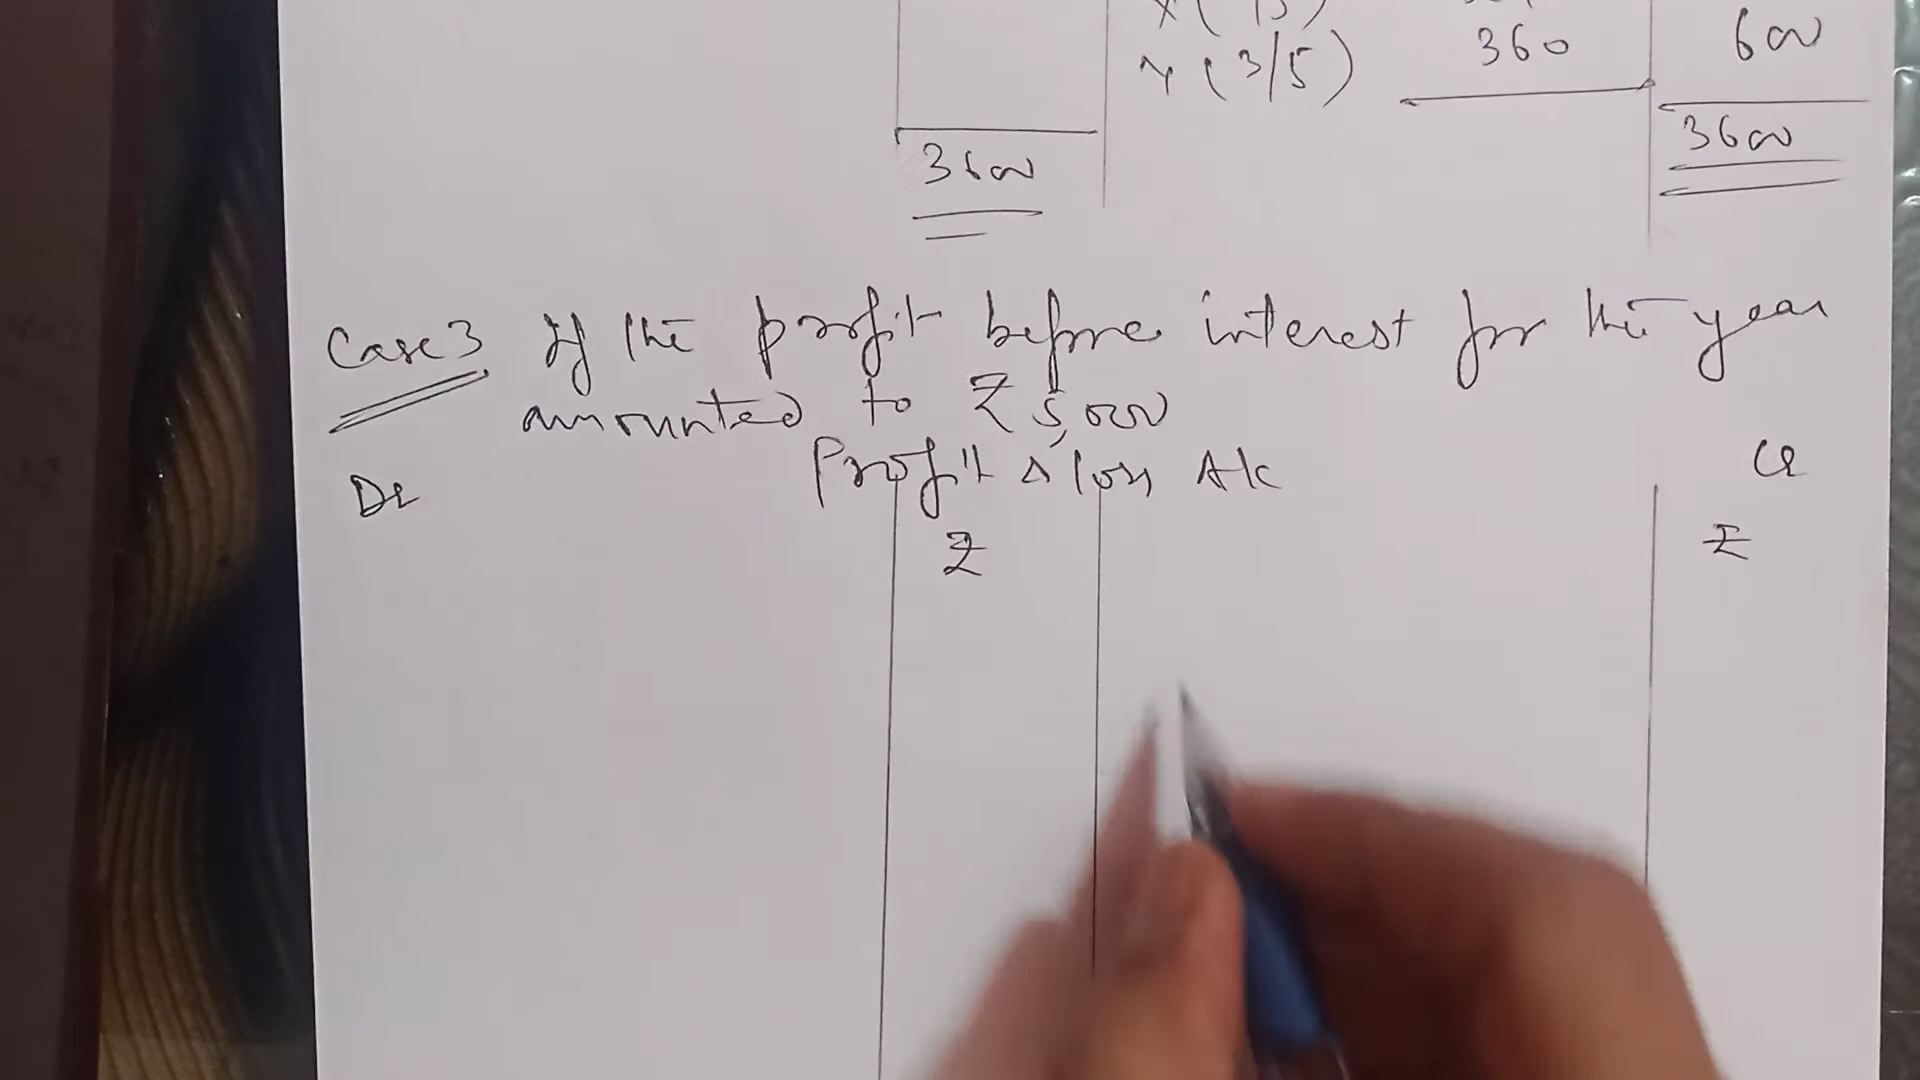 360
600
Y (3/5)
3600
3600
Case 3 If the profit before interest for the year
amounted to ₹5,000
Profit & loss A/c
Dr
Cr
₹
₹